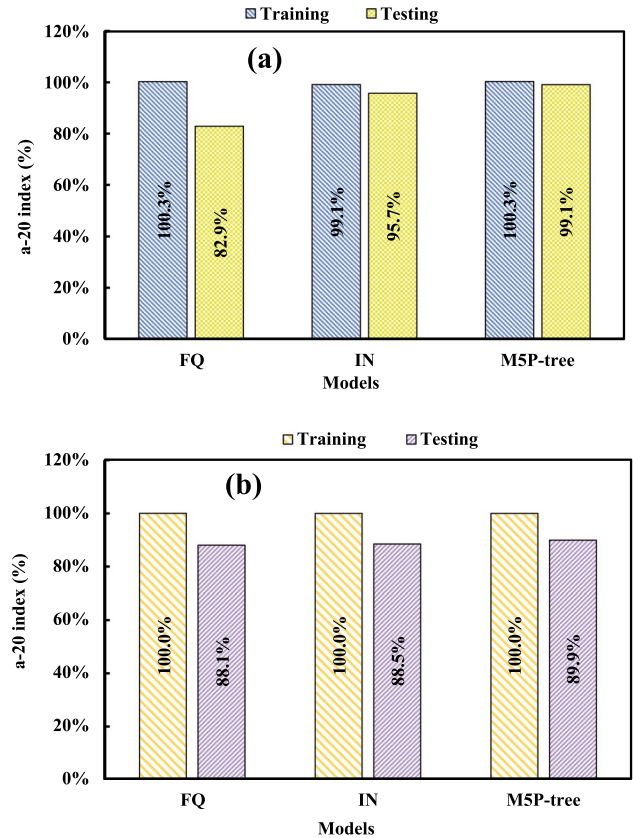 Training Testing
120%
(a)
100%
80%
60%
40%
20%
0%
a-20 index (%)
100.3%
82.9%
99.1%
95.7%
100.3%
99.1%
FQ IN M5P-tree
Models
Training Testing
120%
(b)
100%
80%
60%
40%
20%
0%
a-20 index (%)
100.0%
88.1%
100.0%
88.5%
100.0%
89.9%
FQ IN M5P-tree
Models